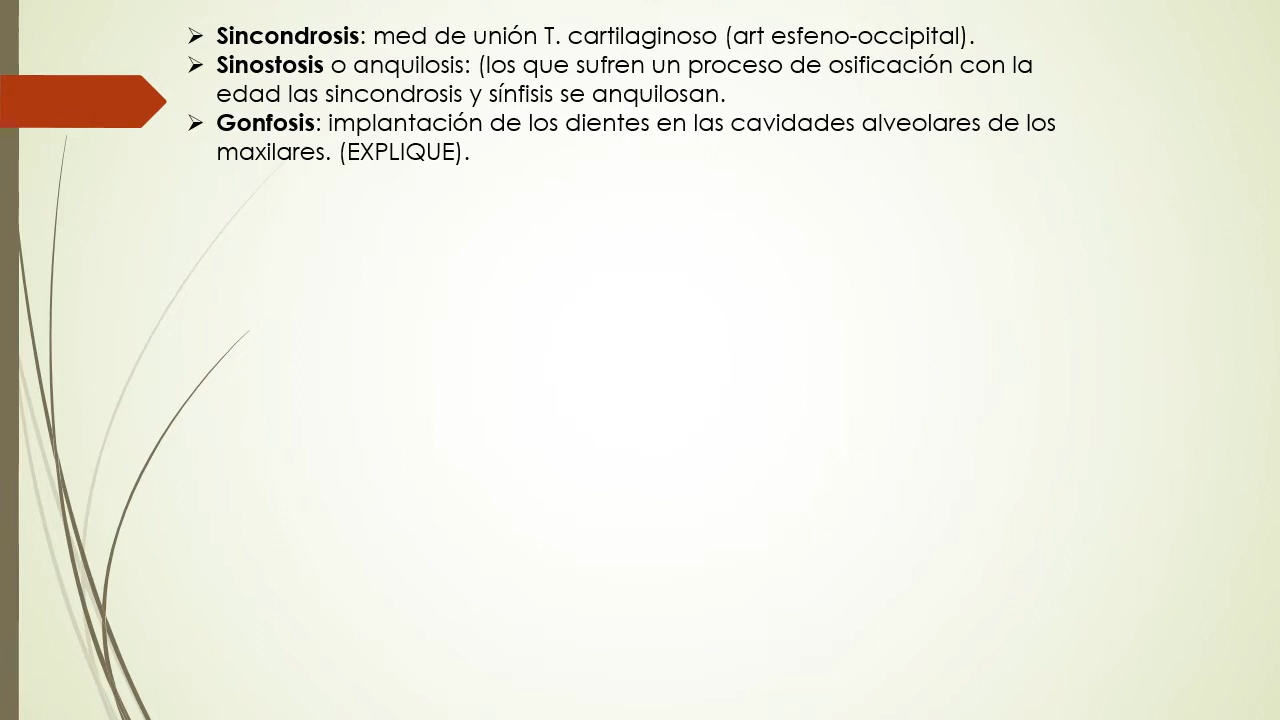 ➢ Sincondrosis: med de unión T. cartilaginoso (art esfeno-occipital).
➢ Sinostosis o anquilosis: (los que sufren un proceso de osificación con la
edad las sincondrosis y sínfisis se anquilosan.
➢ Gonfosis: implantación de los dientes en las cavidades alveolares de los
maxilares. (EXPLIQUE).